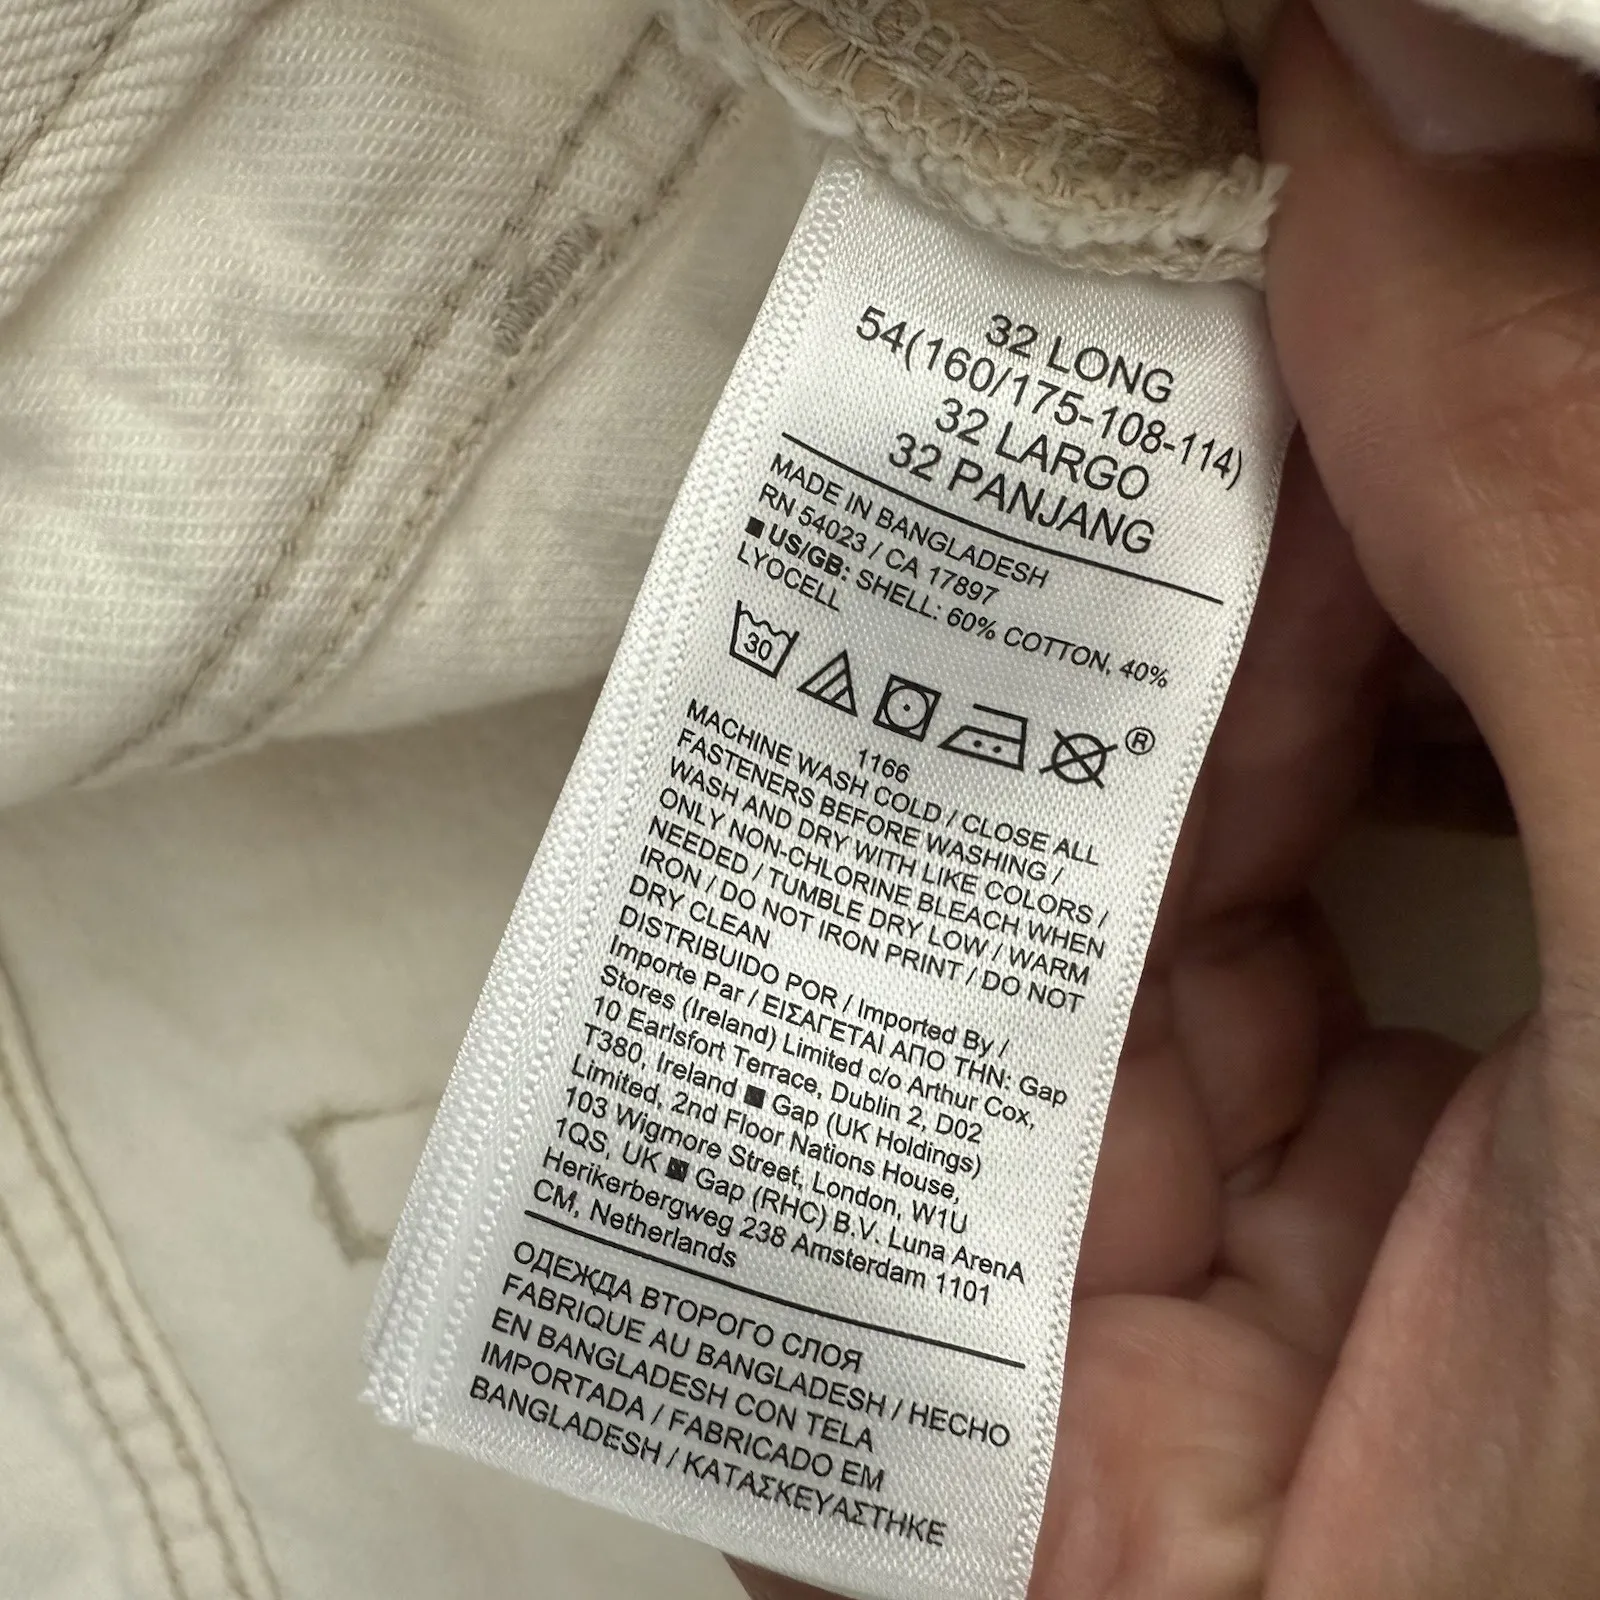 32 LONG
54(160/175-108-114)
32 LARGO
32 PANJANG
MADE IN BANGLADESH
RN 54023 / CA 17897
■ US/GB: SHELL: 60% COTTON, 40%
LYOCELL
30
®
1166
MACHINE WASH COLD / CLOSE ALL
FASTENERS BEFORE WASHING /
WASH AND DRY WITH LIKE COLORS /
ONLY NON-CHLORINE BLEACH WHEN
NEEDED / TUMBLE DRY LOW / WARM
IRON / DO NOT IRON PRINT / DO NOT
DRY CLEAN
DISTRIBUIDO POR / Imported By /
Importe Par / ΕΙΣΑΓΕΤΑΙ ΑΠΟ ΤΗΝ: Gap
Stores (Ireland) Limited c/o Arthur Cox,
10 Earlsfort Terrace, Dublin 2, D02
T380, Ireland ■ Gap (UK Holdings)
Limited, 2nd Floor Nations House,
103 Wigmore Street, London, W1U
1QS, UK ■ Gap (RHC) B.V. Luna ArenA
Herikerbergweg 238 Amsterdam 1101
CM, Netherlands
ОДЕЖДА ВТОРОГО СЛОЯ
FABRIQUE AU BANGLADESH / HECHO
EN BANGLADESH CON TELA
IMPORTADA / FABRICADO EM
BANGLADESH / ΚΑΤΑΣΚΕΥΑΣΤΗΚΕ